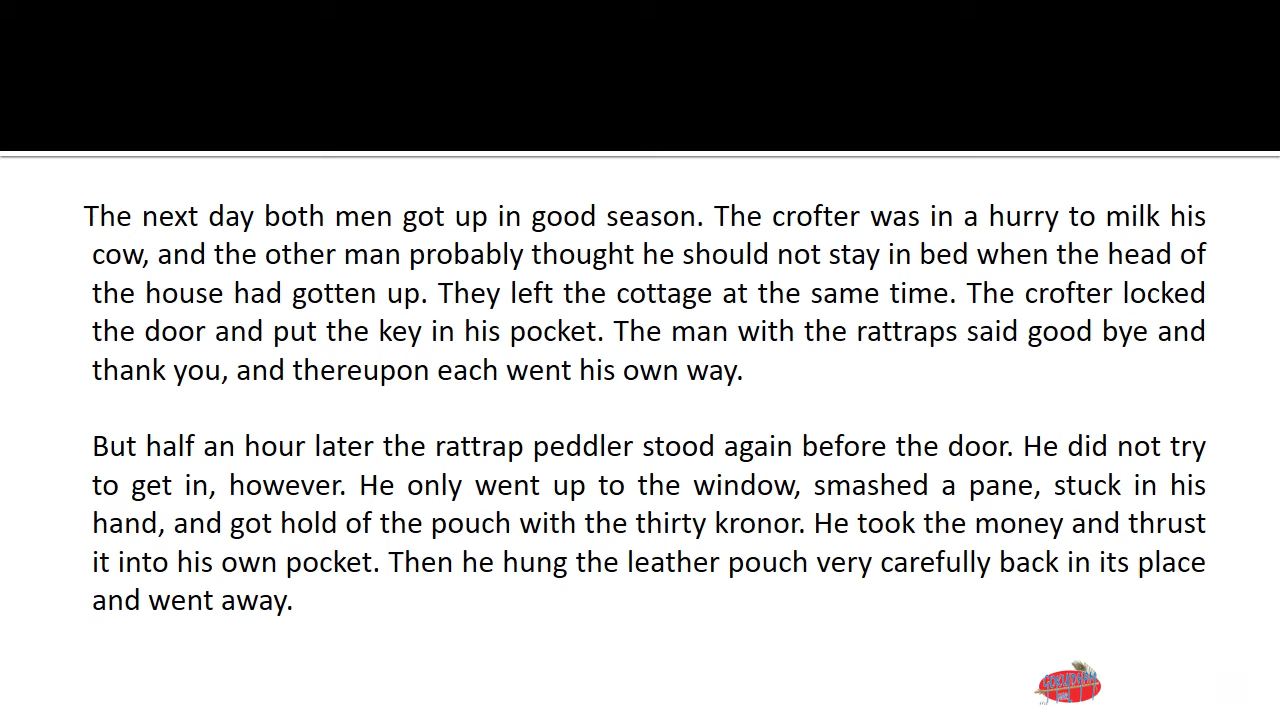 The next day both men got up in good season. The crofter was in a hurry to milk his
cow, and the other man probably thought he should not stay in bed when the head of
the house had gotten up. They left the cottage at the same time. The crofter locked
the door and put the key in his pocket. The man with the rattraps said good bye and
thank you, and thereupon each went his own way.
But half an hour later the rattrap peddler stood again before the door. He did not try
to get in, however. He only went up to the window, smashed a pane, stuck in his
hand, and got hold of the pouch with the thirty kronor. He took the money and thrust
it into his own pocket. Then he hung the leather pouch very carefully back in its place
and went away.